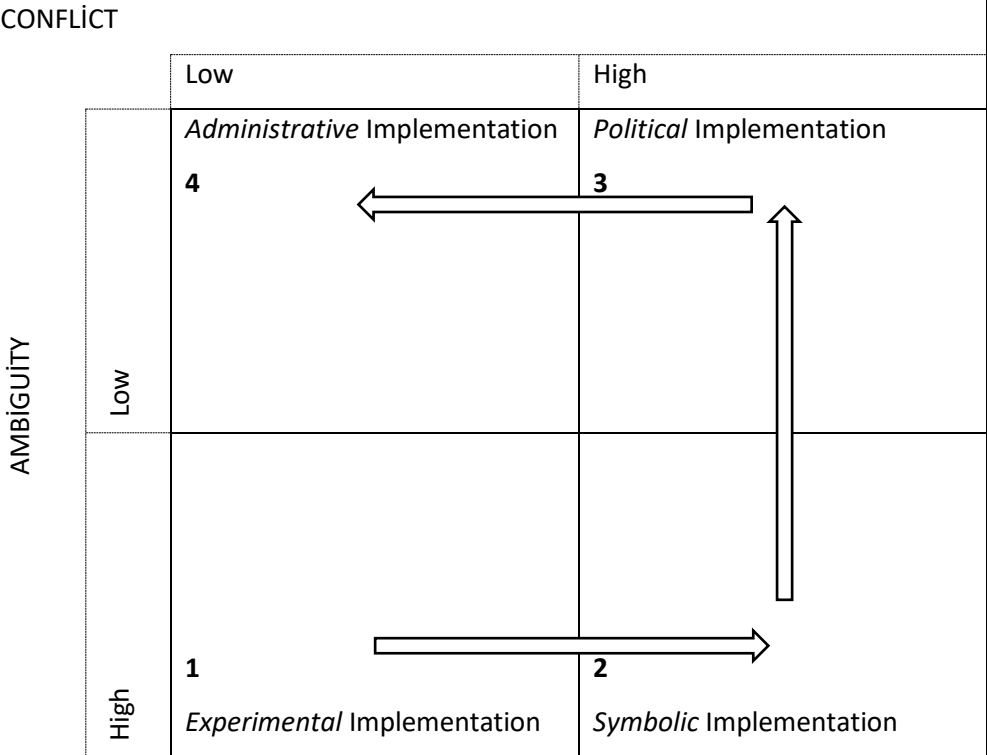 CONFLİCT
Low
High
Administrative Implementation
Political Implementation
4
3
AMBİGUİTY
Low
High
1
2
Experimental Implementation
Symbolic Implementation